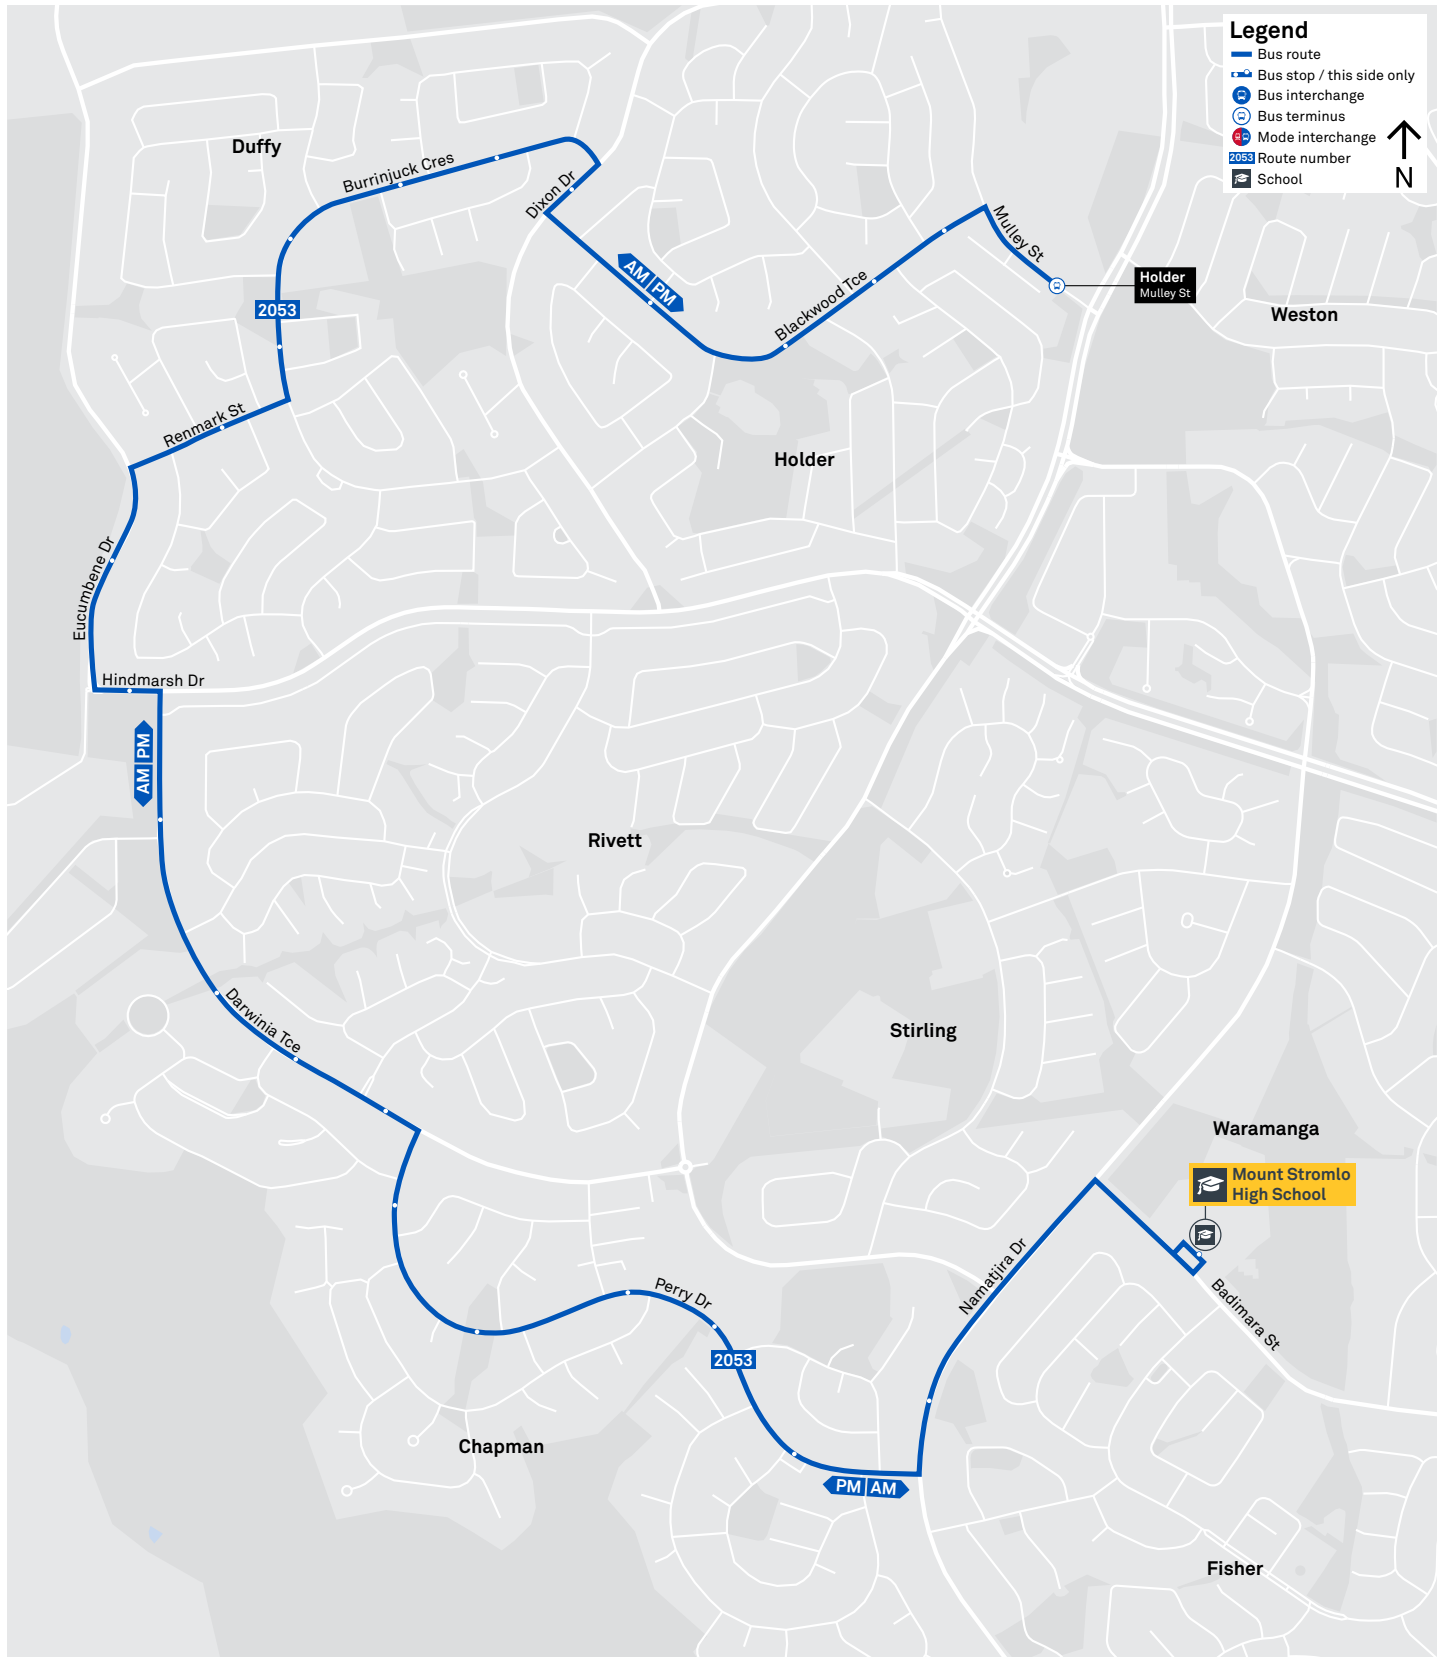 Legend
Bus route
Bus stop / this side only
Bus interchange
Bus terminus
Mode interchange
2053 Route number
School
N
Duffy
Burrinjuck Cres
Dixon Dr
Mulley St
AM PM
Blackwood Tce
Holder
Mulley St
2053
Weston
Renmark St
Holder
Eucumbene Dr
Hindmarsh Dr
AM PM
Rivett
Darwinia Tce
Stirling
Waramanga
Mount Stromlo
High School
Namatjira Dr
Perry Dr
Badimara St
2053
Chapman
PM AM
Fisher